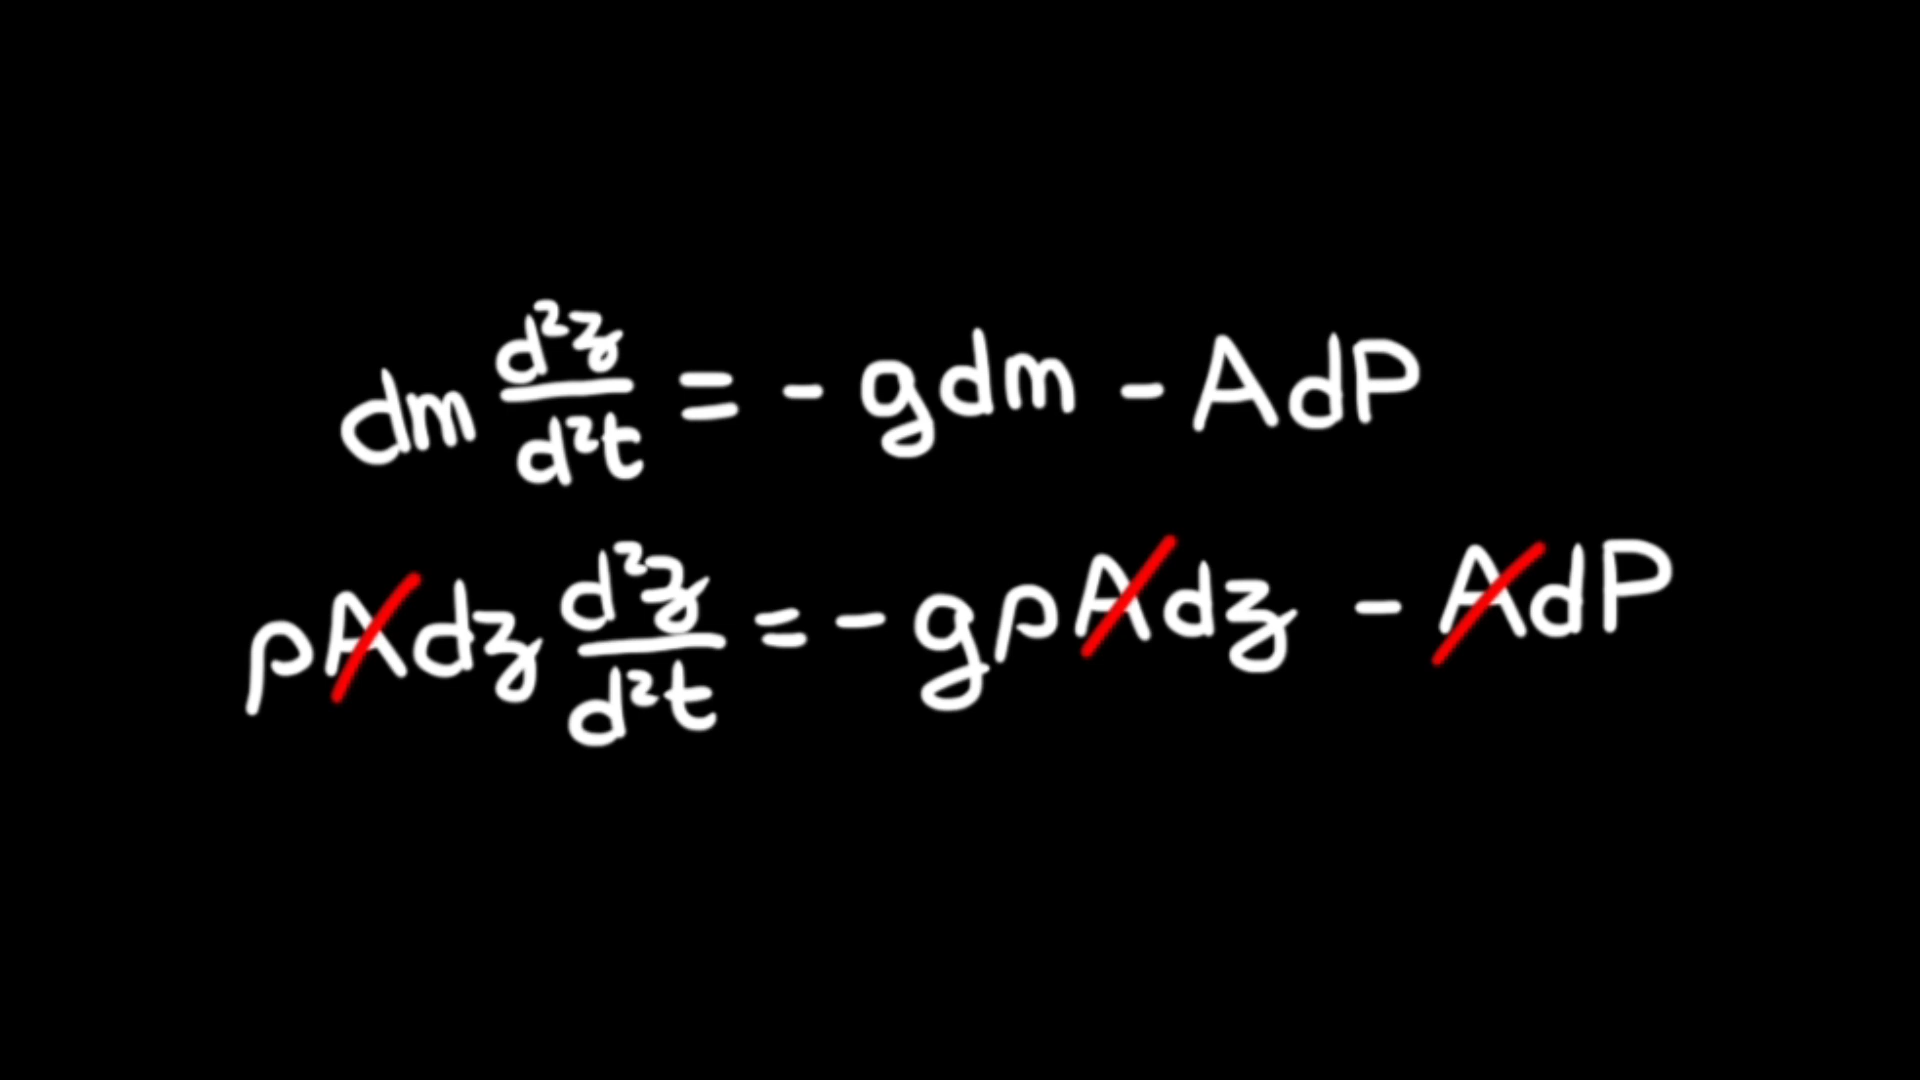 dm d²z/d²t = - gdm - AdP
ρAdz d²z/d²t = - gρAdz - AdP